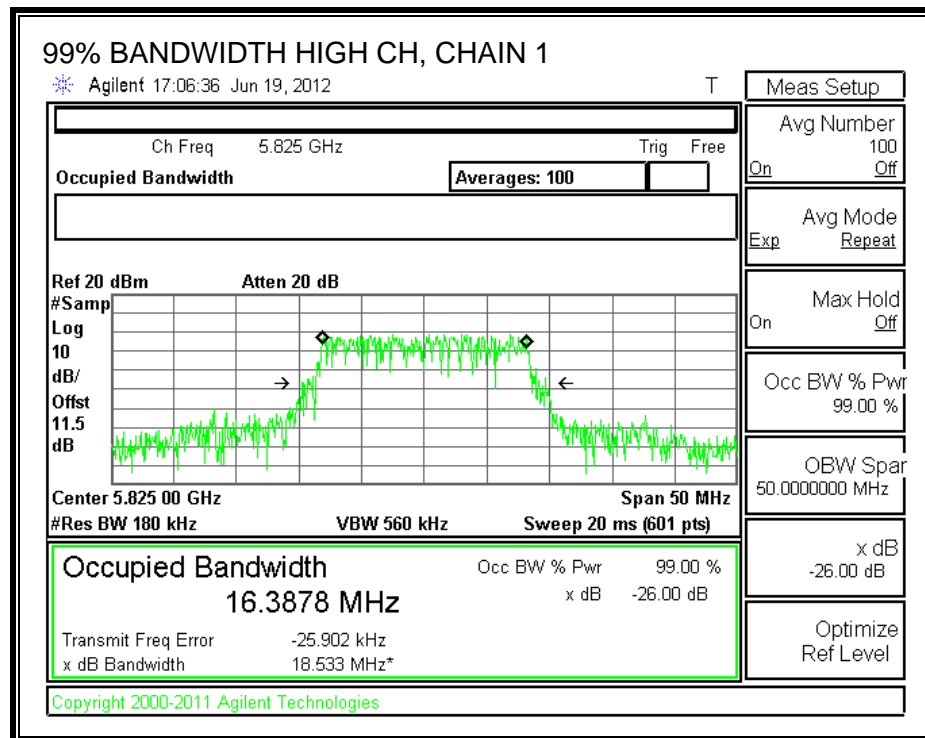 99% BANDWIDTH HIGH CH, CHAIN 1
Agilent 17:06:36 Jun 19, 2012 T
Ch Freq 5.825 GHz Trig Free
Occupied Bandwidth Averages: 100
Ref 20 dBm Atten 20 dB
#Samp
Log
10
dB/
Offst
11.5
dB
Center 5.825 00 GHz Span 50 MHz
#Res BW 180 kHz VBW 560 kHz Sweep 20 ms (601 pts)
Occupied Bandwidth Occ BW % Pwr 99.00 %
16.3878 MHz x dB -26.00 dB
Transmit Freq Error -25.902 kHz
x dB Bandwidth 18.533 MHz*
Copyright 2000-2011 Agilent Technologies
Meas Setup
Avg Number
100
On Off
Avg Mode
Exp Repeat
Max Hold
On Off
Occ BW % Pwr
99.00 %
OBW Span
50.0000000 MHz
x dB
-26.00 dB
Optimize
Ref Level